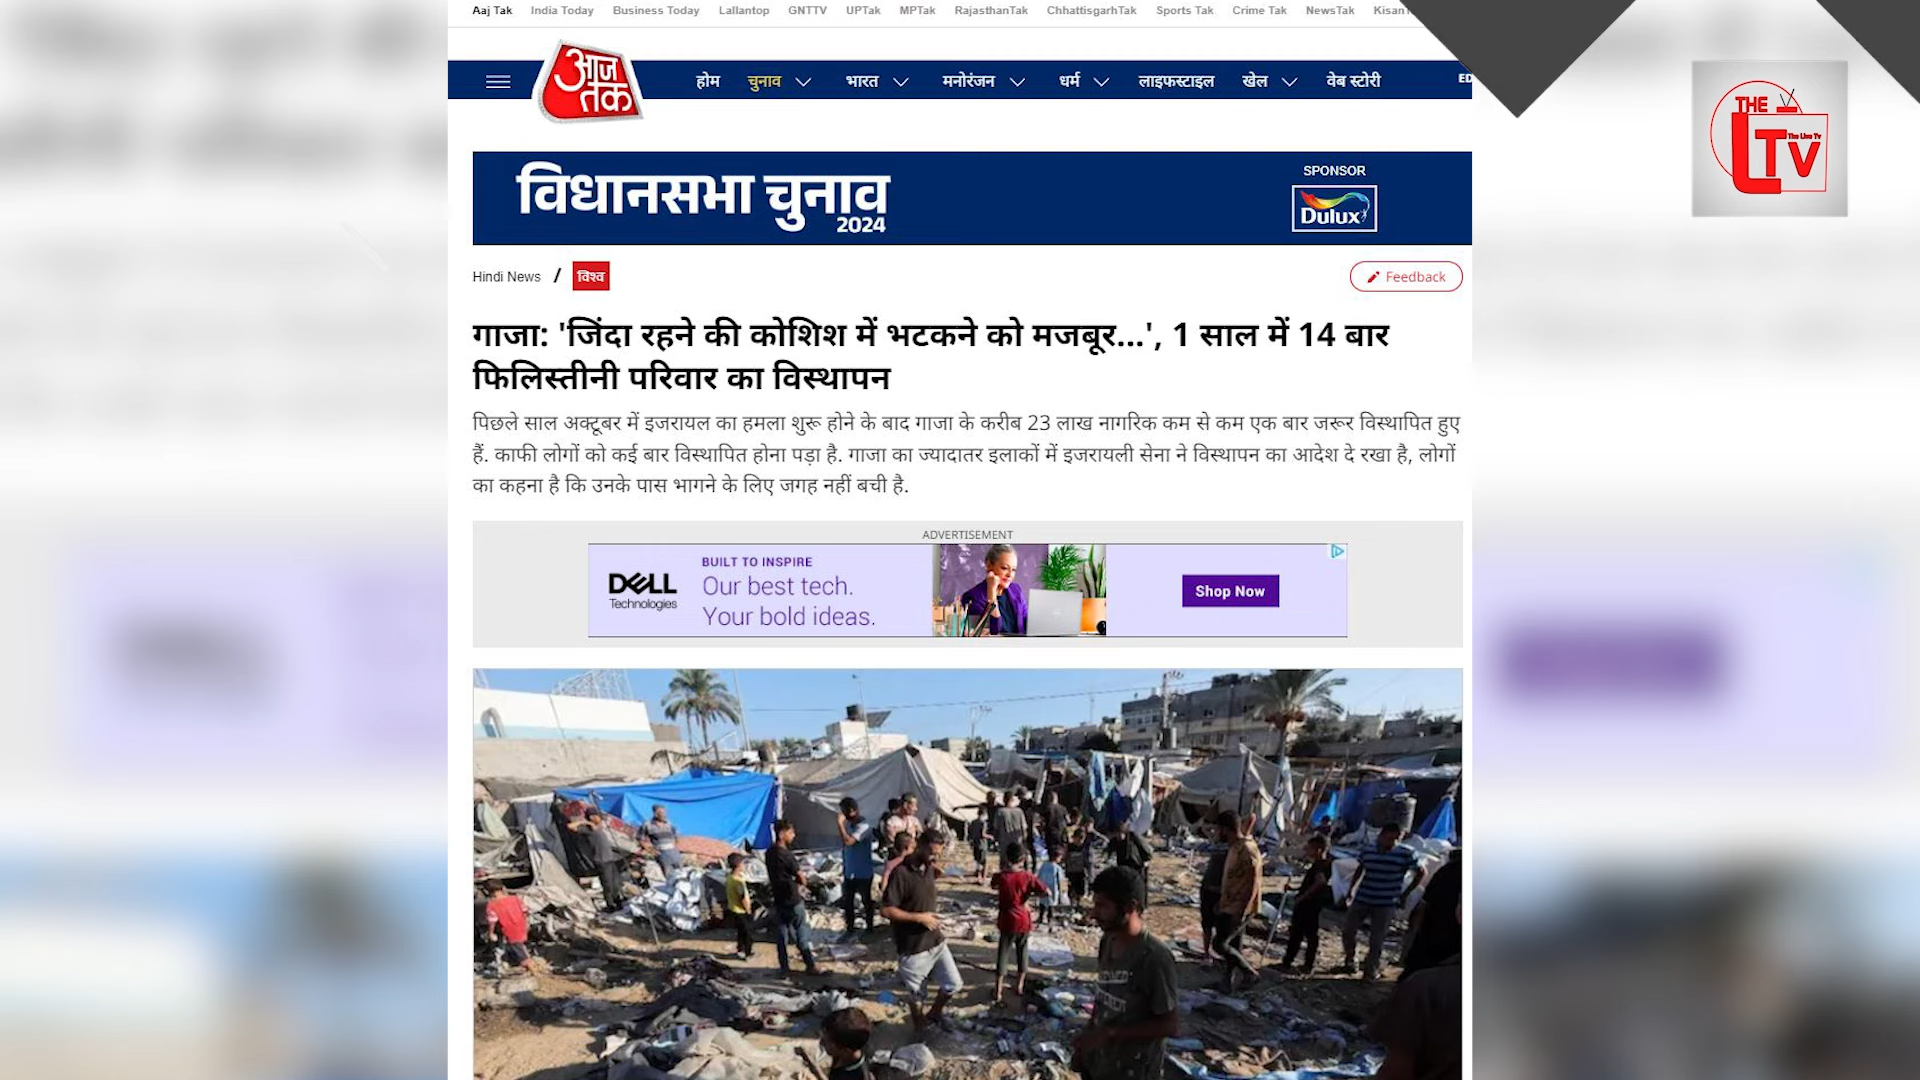 Aaj Tak India Today Business Today Lallantop GNTTV UPTak MPTak RajasthanTak ChhattisgarhTak Sports Tak Crime Tak NewsTak
आज तक
होम चुनाव भारत मनोरंजन धर्म लाइफस्टाइल खेल वेब स्टोरी
THE
LTV
The Live Tv
विधानसभा चुनाव
2024
SPONSOR
Dulux
Hindi News / विश्व
Feedback
गाजा: 'जिंदा रहने की कोशिश में भटकने को मजबूर...', 1 साल में 14 बार
फिलिस्तीनी परिवार का विस्थापन
पिछले साल अक्टूबर में इजरायल का हमला शुरू होने के बाद गाजा के करीब 23 लाख नागरिक कम से कम एक बार जरूर विस्थापित हुए
हैं. काफी लोगों को कई बार विस्थापित होना पड़ा है. गाजा का ज्यादातर इलाकों में इजरायली सेना ने विस्थापन का आदेश दे रखा है, लोगों
का कहना है कि उनके पास भागने के लिए जगह नहीं बची है.
ADVERTISEMENT
DELL
Technologies
BUILT TO INSPIRE
Our best tech.
Your bold ideas.
Shop Now